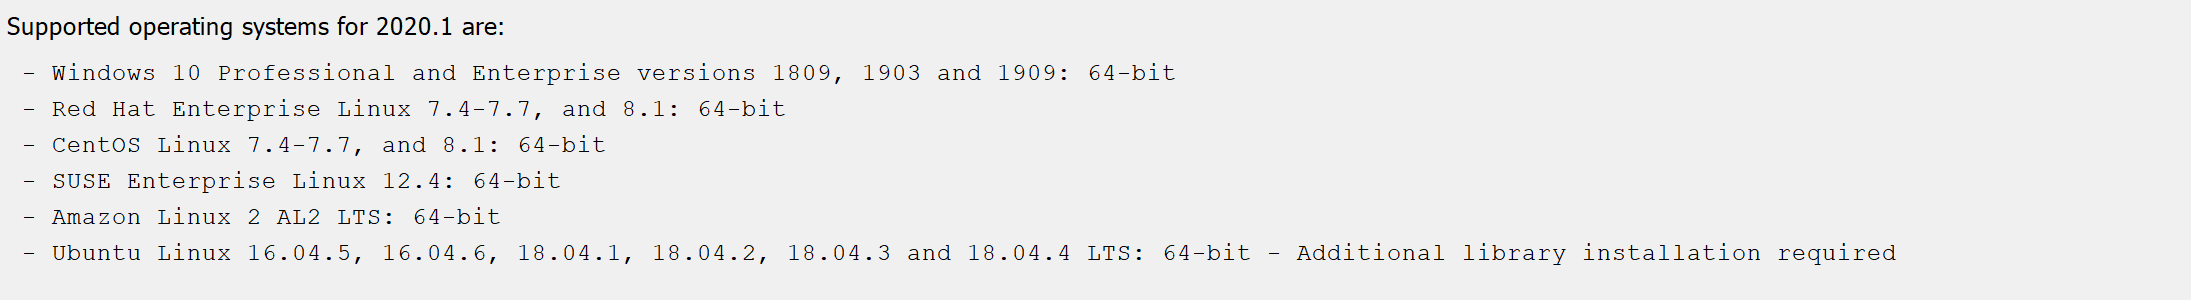 Supported operating systems for 2020.1 are:
- Windows 10 Professional and Enterprise versions 1809, 1903 and 1909: 64-bit
- Red Hat Enterprise Linux 7.4-7.7, and 8.1: 64-bit
- CentOS Linux 7.4-7.7, and 8.1: 64-bit
- SUSE Enterprise Linux 12.4: 64-bit
- Amazon Linux 2 AL2 LTS: 64-bit
- Ubuntu Linux 16.04.5, 16.04.6, 18.04.1, 18.04.2, 18.04.3 and 18.04.4 LTS: 64-bit - Additional library installation required